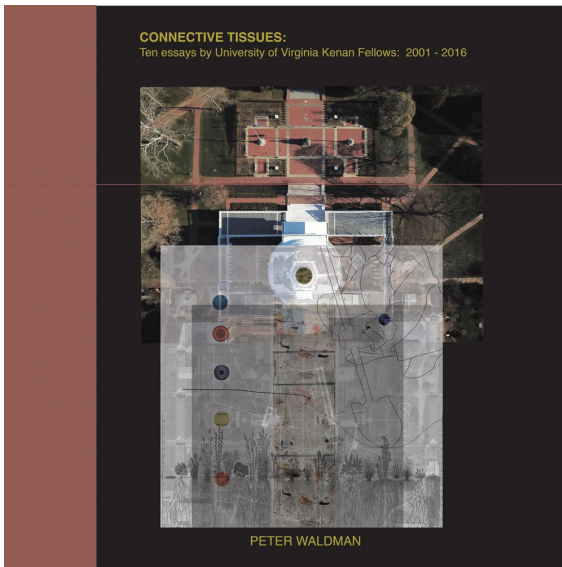 CONNECTIVE TISSUES:
Ten essays by University of Virginia Kenan Fellows: 2001 - 2016
PETER WALDMAN